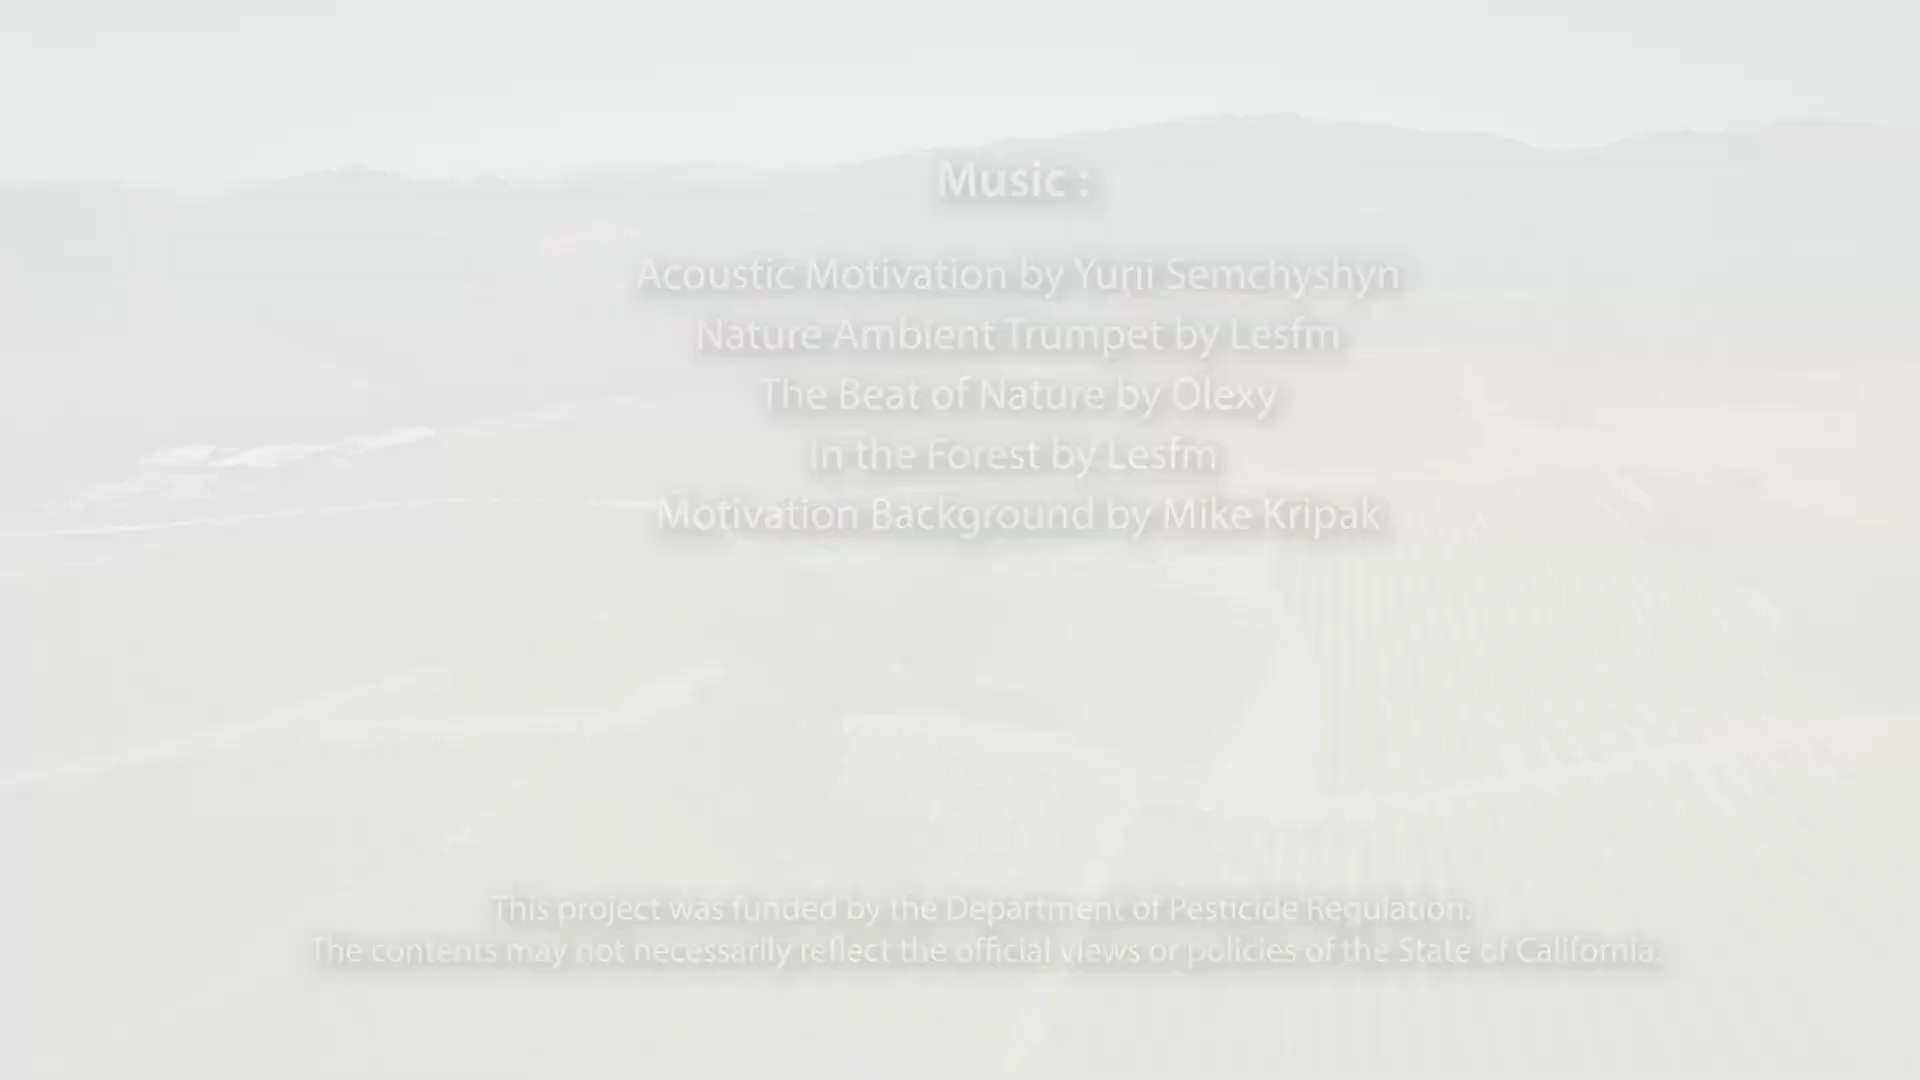 Music :
Acoustic Motivation by Yurii Semchyshyn
Nature Ambient Trumpet by Lesfm
The Beat of Nature by Olexy
In the Forest by Lesfm
Motivation Background by Mike Kripak
This project was funded by the Department of Pesticide Regulation.
The contents may not necessarily reflect the official views or policies of the State of California.